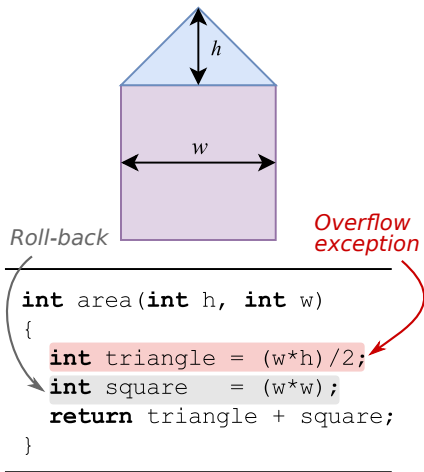 h
w
Roll-back
Overflow
exception
int area(int h, int w)
{
int triangle = (w*h)/2;
int square   = (w*w);
return triangle + square;
}